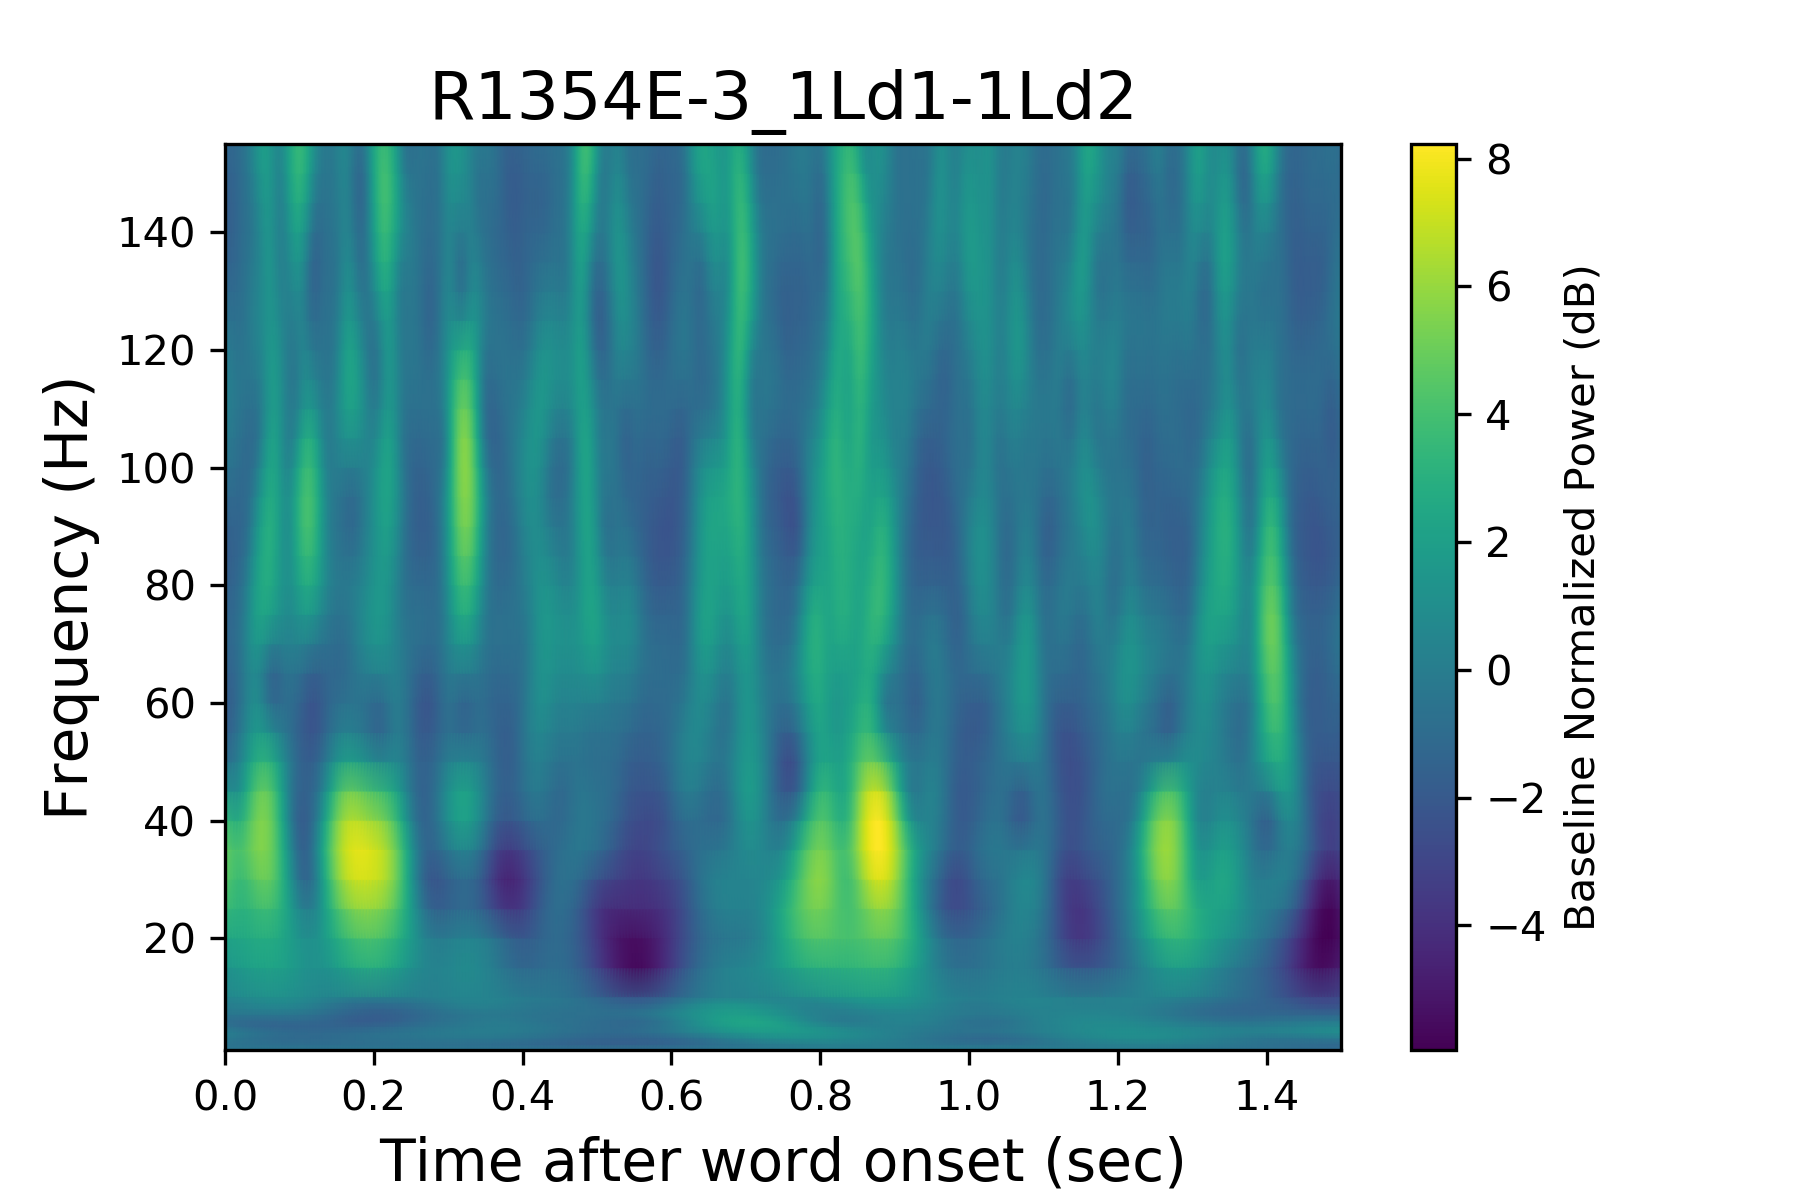 R1354E-3_1Ld1-1Ld2
Frequency (Hz)
140
120
100
80
60
40
20
0.0 0.2 0.4 0.6 0.8 1.0 1.2 1.4
Time after word onset (sec)
8
6
4
2
0
−2
−4
Baseline Normalized Power (dB)